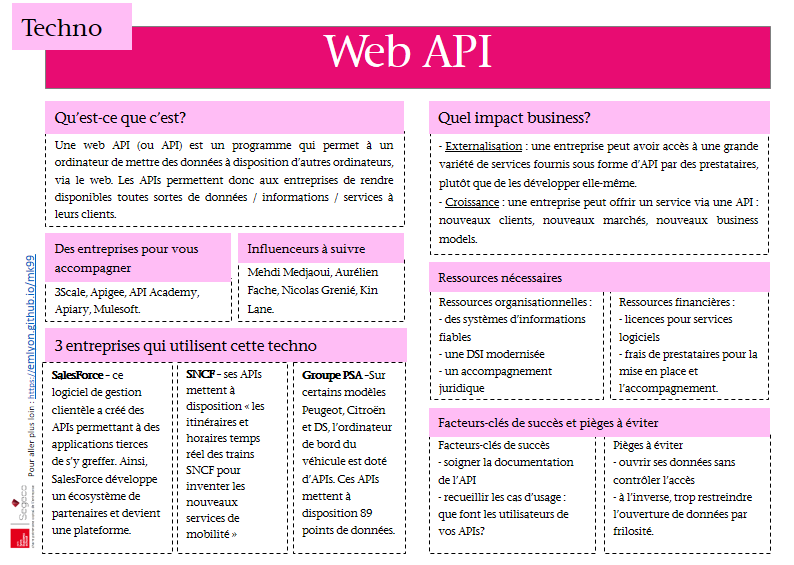 Techno
Web API
Qu'est-ce que c'est?
Une web API (ou API) est un programme qui permet à un
ordinateur de mettre des données à disposition d'autres ordinateurs,
via le web. Les APIs permettent donc aux entreprises de rendre
disponibles toutes sortes de données / informations / services à
leurs clients.
Des entreprises pour vous
accompagner
3Scale, Apigee, API Academy,
Apiary, Mulesoft.
Influenceurs à suivre
Mehdi Medjaoui, Aurélien
Fache, Nicolas Grenié, Kin
Lane.
3 entreprises qui utilisent cette techno
SalesForce – ce
logiciel de gestion
clientèle a créé des
APIs permettant à des
applications tierces
de s'y greffer. Ainsi,
SalesForce développe
un écosystème de
partenaires et devient
une plateforme.
SNCF – ses APIs
mettent à
disposition « les
itinéraires et
horaires temps
réel des trains
SNCF pour
inventer les
nouveaux
services de
mobilité »
Groupe PSA –Sur
certains modèles
Peugeot, Citroën
et DS, l'ordinateur
de bord du
véhicule est doté
d'APIs. Ces APIs
mettent à
disposition 89
points de données.
Quel impact business?
- Externalisation : une entreprise peut avoir accès à une grande
variété de services fournis sous forme d'API par des prestataires,
plutôt que de les développer elle-même.
- Croissance : une entreprise peut offrir un service via une API :
nouveaux clients, nouveaux marchés, nouveaux business
models.
Ressources nécessaires
Ressources organisationnelles :
- des systèmes d'informations
fiables
- une DSI modernisée
- un accompagnement
juridique
Ressources financières :
- licences pour services
logiciels
- frais de prestataires pour la
mise en place et
l'accompagnement.
Facteurs-clés de succès et pièges à éviter
Facteurs-clés de succès
- soigner la documentation
de l'API
- recueillir les cas d'usage :
que font les utilisateurs de
vos APIs?
Pièges à éviter
- ouvrir ses données sans
contrôler l'accès
- à l'inverse, trop restreindre
l'ouverture de données par
frilosité.
Pour aller plus loin : https://emlyon.github.io/mk99
Segeco